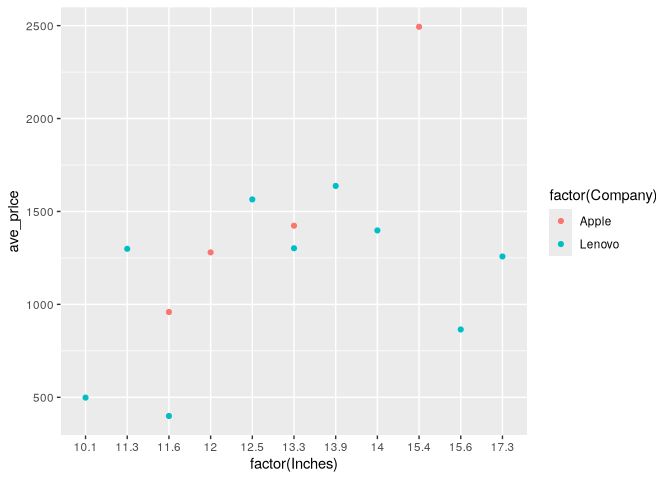 2500
2000
1500
1000
500
ave_price
10.1 11.3 11.6 12 12.5 13.3 13.9 14 15.4 15.6 17.3
factor(Inches)
factor(Company)
Apple
Lenovo